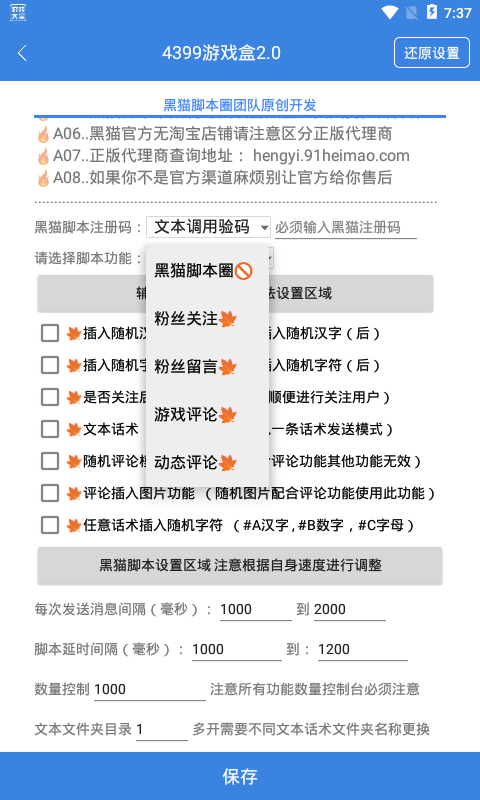 7:37
4399游戏盒2.0
还原设置
黑猫脚本圈团队原创开发
🔥A06..黑猫官方无淘宝店铺请注意区分正版代理商
🔥A07..正版代理商查询地址： hengyi.91heimao.com
🔥A08..如果你不是官方渠道麻烦别让官方给你售后
黑猫脚本注册码： 文本调用验码 必须输入黑猫注册码
请选择脚本功能：
黑猫脚本圈🚫
粉丝关注🍁
粉丝留言🍁
游戏评论🍁
动态评论🍁
法设置区域
🍁插入随机汉 插入随机汉字（后）
🍁插入随机字 插入随机字符（后）
🍁是否关注后 顺便进行关注用户）
🍁文本话术 一条话术发送模式）
🍁随机评论模 评论功能其他功能无效）
🍁评论插入图片功能 （随机图片配合评论功能使用此功能）
🍁任意话术插入随机字符 （#A汉字,#B数字，#C字母）
黑猫脚本设置区域 注意根据自身速度进行调整
每次发送消息间隔（毫秒）： 1000 到 2000
脚本延时间隔（毫秒）： 1000 到： 1200
数量控制 1000 注意所有功能数量控制台必须注意
文本文件夹目录 1 多开需要不同文本话术文件夹名称更换
保存